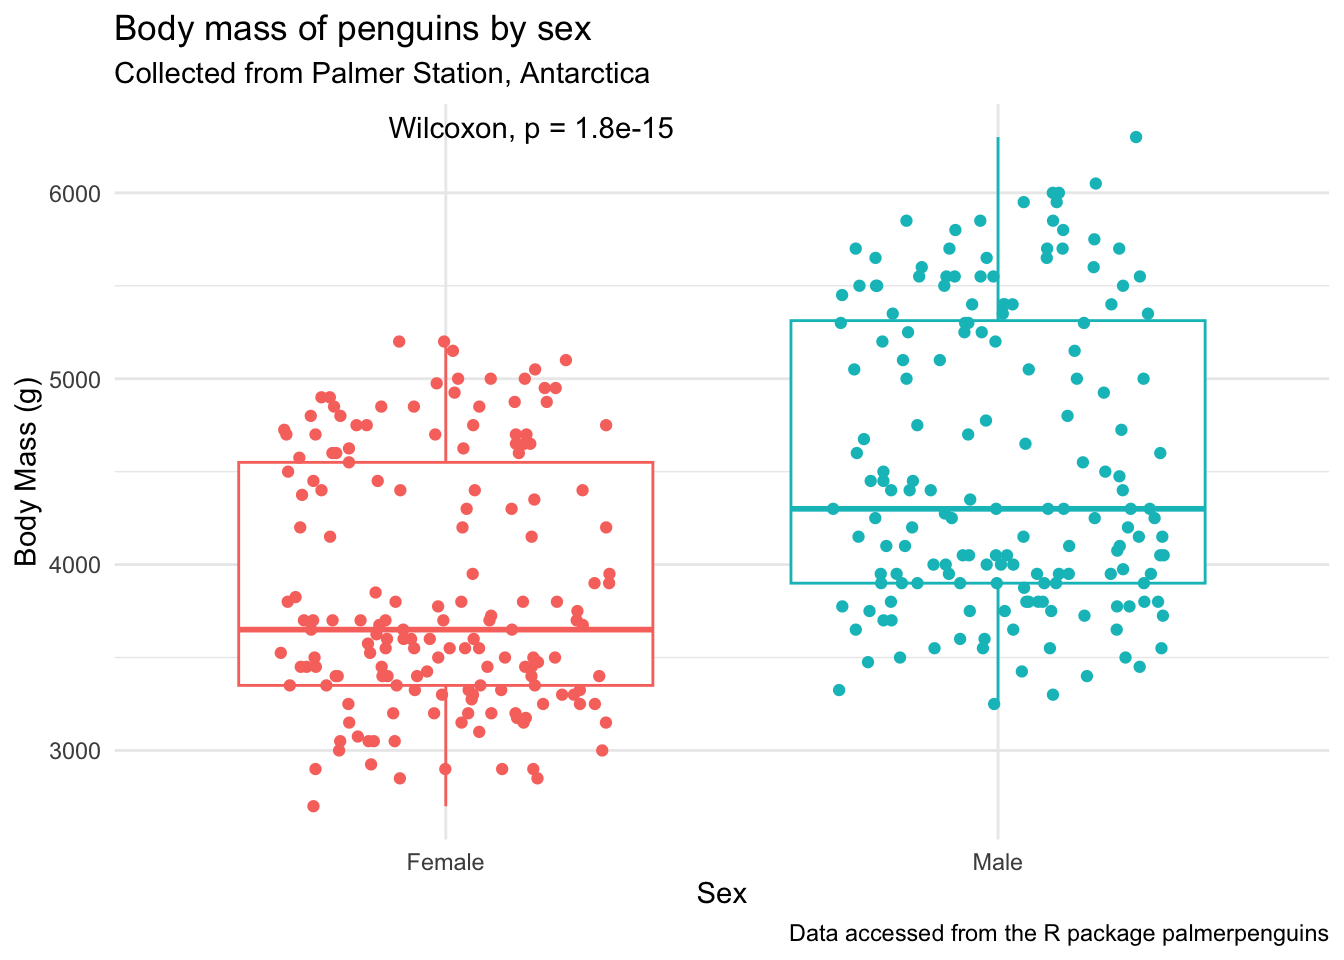 Body mass of penguins by sex
Collected from Palmer Station, Antarctica
Wilcoxon, p = 1.8e-15
6000
5000
4000
3000
Body Mass (g)
Female
Male
Sex
Data accessed from the R package palmerpenguins